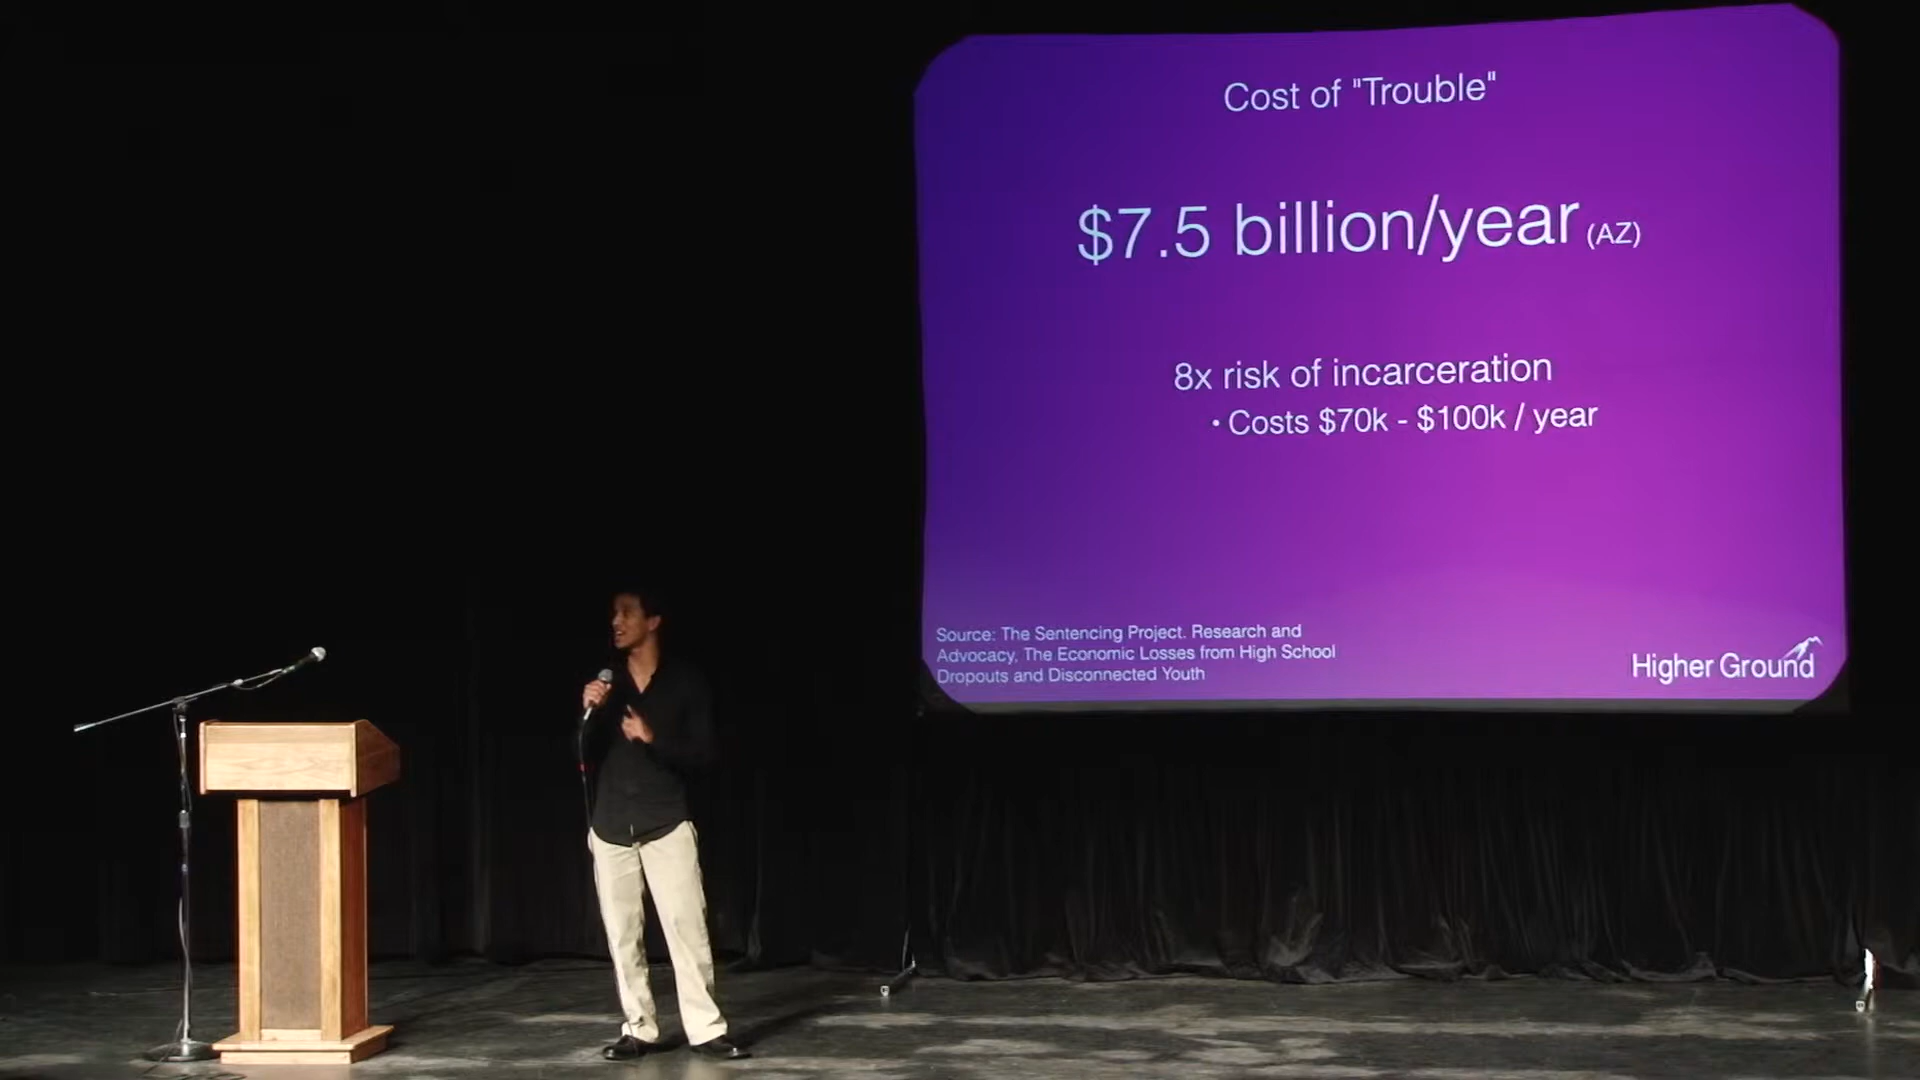 Cost of "Trouble"
$7.5 billion/year (AZ)
8x risk of incarceration
• Costs $70k - $100k / year
Source: The Sentencing Project. Research and
Advocacy, The Economic Losses from High School
Dropouts and Disconnected Youth
Higher Ground